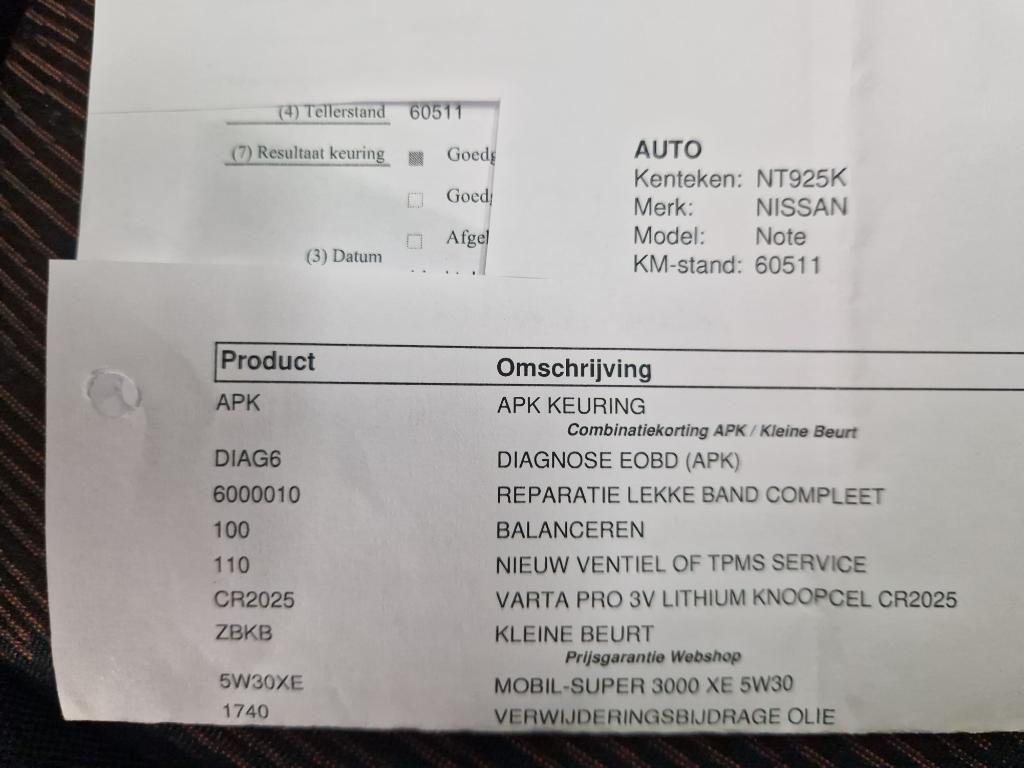 (4) Tellerstand 60511
(7) Resultaat keuring
AUTO
Kenteken: NT925K
Merk: NISSAN
Model: Note
KM-stand: 60511
(3) Datum
Product Omschrijving
APK APK KEURING
Combinatiekorting APK / Kleine Beurt
DIAG6 DIAGNOSE EOBD (APK)
6000010 REPARATIE LEKKE BAND COMPLEET
100 BALANCEREN
110 NIEUW VENTIEL OF TPMS SERVICE
CR2025 VARTA PRO 3V LITHIUM KNOOPCEL CR2025
ZBKB KLEINE BEURT
Prijsgarantie Webshop
5W30XE MOBIL-SUPER 3000 XE 5W30
1740 VERWIJDERINGSBIJDRAGE OLIE